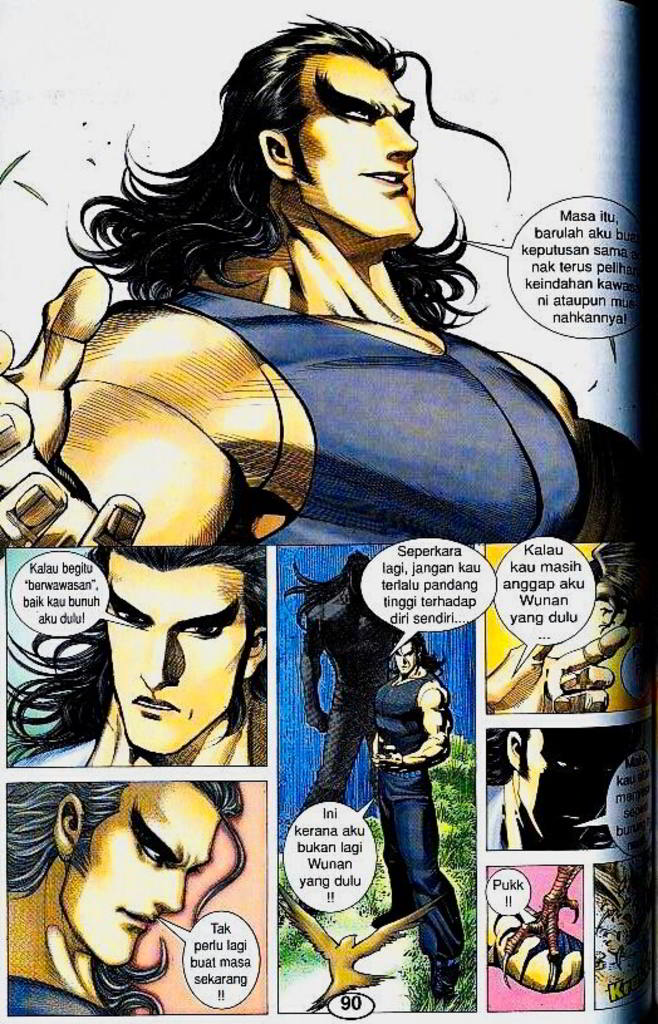 Masa itu,
barulah aku
keputusan sama
nak terus
keindahan
ni ataupun
nahkannya!
Kalau begitu
"berwawasan",
baik kau bunuh
aku dulu!
Seperkara
lagi, jangan kau
terlalu pandang
tinggi terhadap
diri sendiri....
Kalau
kau masih
anggap aku
Wunan
yang dulu
...
Ini
kerana aku
bukan lagi
Wunan
yang dulu
!!
kau
Tak
perlu lagi
buat masa
sekarang
!!
Pukk
!!
90